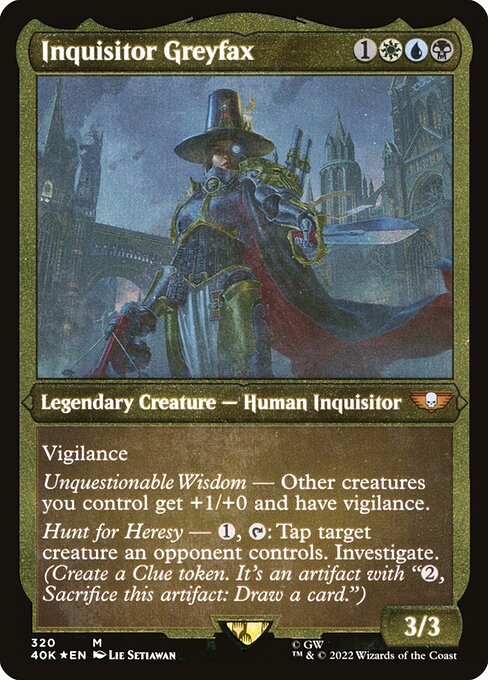 Inquisitor Greyfax 1
Legendary Creature — Human Inquisitor
Vigilance
Unquestionable Wisdom — Other creatures
you control get +1/+0 and have vigilance.
Hunt for Heresy — 1, : Tap target
creature an opponent controls. Investigate.
(Create a Clue token. It's an artifact with “2,
Sacrifice this artifact: Draw a card.”)
3/3
320 M
40K ★ EN Lie Setiawan
© GW
™ & © 2022 Wizards of the Coast